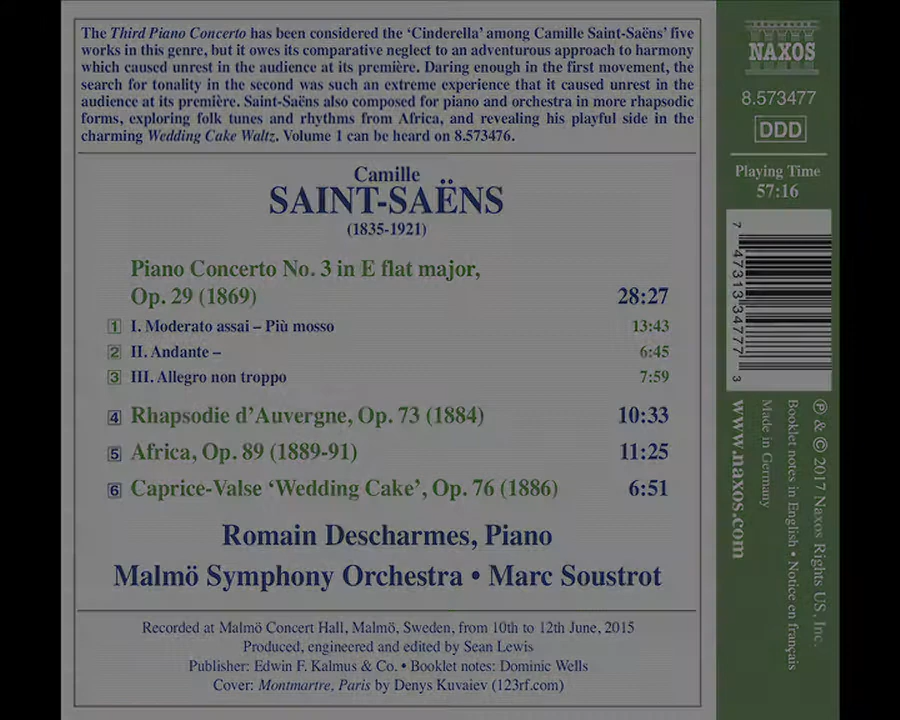 The Third Piano Concerto has been considered the ‘Cinderella’ among Camille Saint-Saëns’ five
works in this genre, but it owes its comparative neglect to an adventurous approach to harmony
which caused unrest in the audience at its première. Daring enough in the first movement, the
search for tonality in the second was such an extreme experience that it caused unrest in the
audience at its première. Saint-Saëns also composed for piano and orchestra in more rhapsodic
forms, exploring folk tunes and rhythms from Africa, and revealing his playful side in the
charming Wedding Cake Waltz. Volume 1 can be heard on 8.573476.
Camille
SAINT-SAËNS
(1835-1921)
Piano Concerto No. 3 in E flat major,
Op. 29 (1869) 28:27
1 I. Moderato assai – Più mosso 13:43
2 II. Andante – 6:45
3 III. Allegro non troppo 7:59
4 Rhapsodie d’Auvergne, Op. 73 (1884) 10:33
5 Africa, Op. 89 (1889-91) 11:25
6 Caprice-Valse ‘Wedding Cake’, Op. 76 (1886) 6:51
Romain Descharmes, Piano
Malmö Symphony Orchestra • Marc Soustrot
Recorded at Malmö Concert Hall, Malmö, Sweden, from 10th to 12th June, 2015
Produced, engineered and edited by Sean Lewis
Publisher: Edwin F. Kalmus & Co. • Booklet notes: Dominic Wells
Cover: Montmartre, Paris by Denys Kuvaiev (123rf.com)
NAXOS
8.573477
DDD
Playing Time
57:16
7 47313 34777 3
℗ & © 2017 Naxos Rights US, Inc.
Booklet notes in English • Notice en français
Made in Germany
www.naxos.com